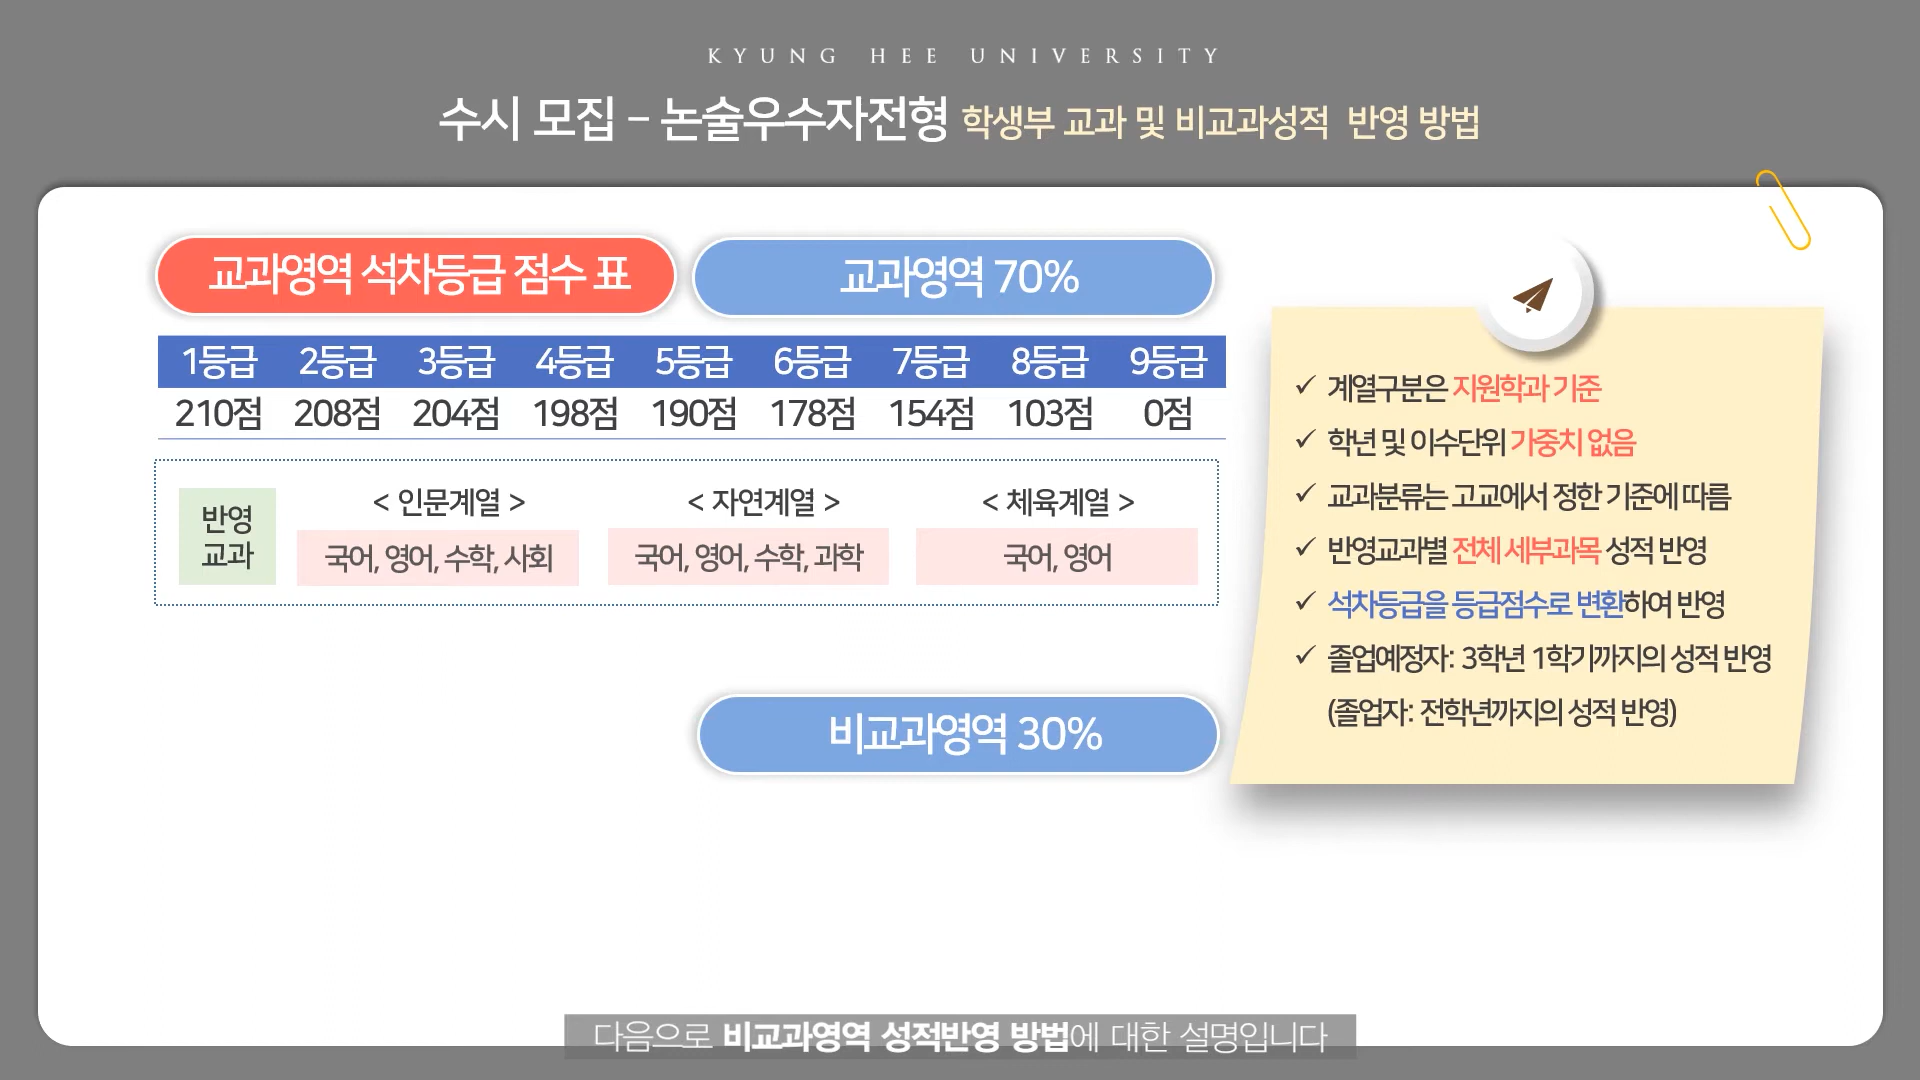 KYUNG HEE UNIVERSITY
수시 모집 - 논술우수자전형 학생부 교과 및 비교과성적 반영 방법
교과영역 석차등급 점수 표
교과영역 70%
1등급 2등급 3등급 4등급 5등급 6등급 7등급 8등급 9등급
210점 208점 204점 198점 190점 178점 154점 103점 0점
반영
교과
< 인문계열 >
국어, 영어, 수학, 사회
< 자연계열 >
국어, 영어, 수학, 과학
< 체육계열 >
국어, 영어
비교과영역 30%
✓ 계열구분은 지원학과 기준
✓ 학년 및 이수단위 가중치 없음
✓ 교과분류는 고교에서 정한 기준에 따름
✓ 반영교과별 전체 세부과목 성적 반영
✓ 석차등급을 등급점수로 변환하여 반영
✓ 졸업예정자: 3학년 1학기까지의 성적 반영
(졸업자: 전학년까지의 성적 반영)
다음으로 비교과영역 성적반영 방법에 대한 설명입니다